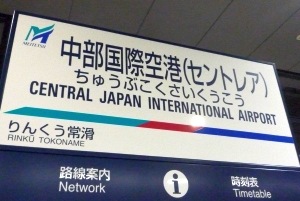 MEITETSU
中部国際空港(セントレア)
ちゅうぶこくさいくうこう
CENTRAL JAPAN INTERNATIONAL AIRPORT
りんくう常滑
RINKŪ TOKONAME
路線案内
Network
i
時刻表
Timetable